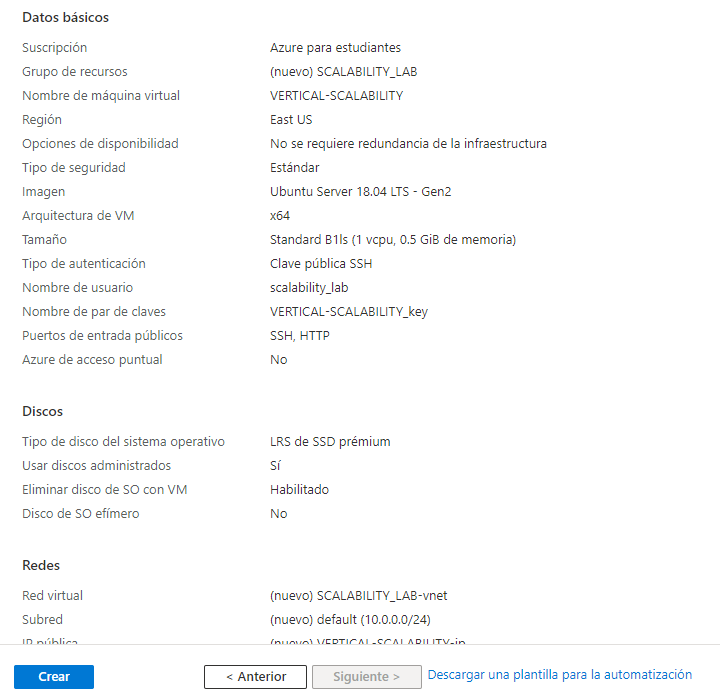 Datos básicos
Suscripción Azure para estudiantes
Grupo de recursos (nuevo) SCALABILITY_LAB
Nombre de máquina virtual VERTICAL-SCALABILITY
Región East US
Opciones de disponibilidad No se requiere redundancia de la infraestructura
Tipo de seguridad Estándar
Imagen Ubuntu Server 18.04 LTS - Gen2
Arquitectura de VM x64
Tamaño Standard B1ls (1 vcpu, 0.5 GiB de memoria)
Tipo de autenticación Clave pública SSH
Nombre de usuario scalability_lab
Nombre de par de claves VERTICAL-SCALABILITY_key
Puertos de entrada públicos SSH, HTTP
Azure de acceso puntual No
Discos
Tipo de disco del sistema operativo LRS de SSD prémium
Usar discos administrados Sí
Eliminar disco de SO con VM Habilitado
Disco de SO efímero No
Redes
Red virtual (nuevo) SCALABILITY_LAB-vnet
Subred (nuevo) default (10.0.0.0/24)
IP pública (nuevo) VERTICAL-SCALABILITY-ip
Crear < Anterior Siguiente > Descargar una plantilla para la automatización